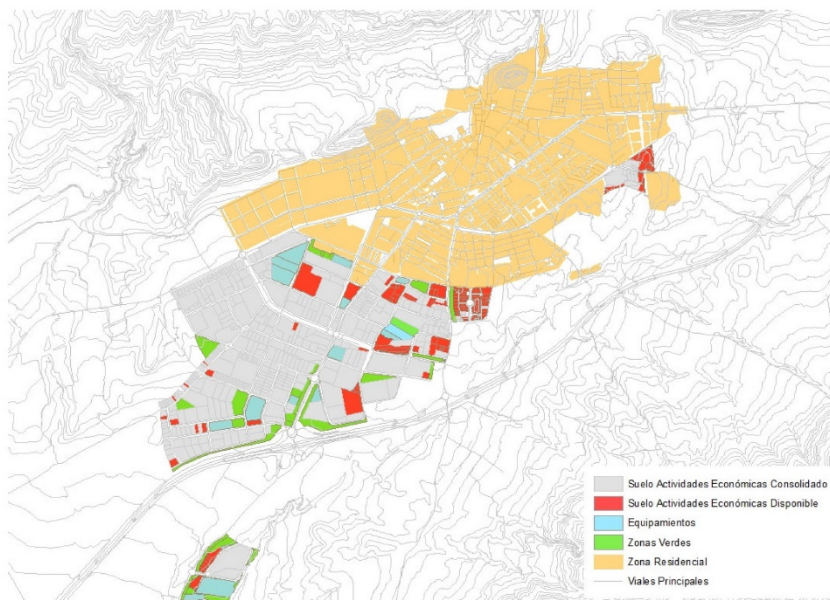 Suelo Actividades Económicas Consolidado
Suelo Actividades Económicas Disponible
Equipamientos
Zonas Verdes
Zona Residencial
Viales Principales